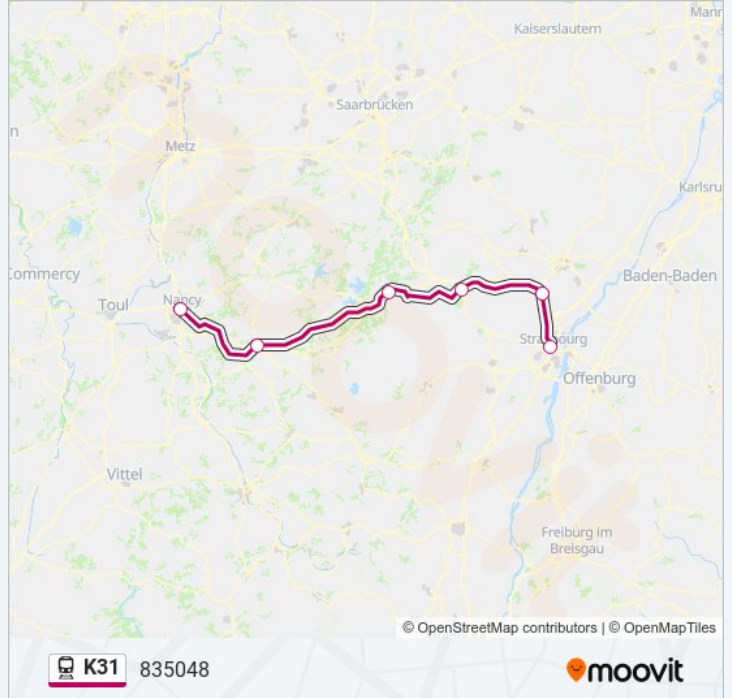 Mann
Kaiserslautern
Saarbrücken
n
Metz
Karlsru
Commercy
Baden-Baden
Toul
Nancy
Strasbourg
Offenburg
Vittel
Freiburg im
Breisgau
moovit
© OpenStreetMap contributors | © OpenMapTiles
K31 835048
moovit